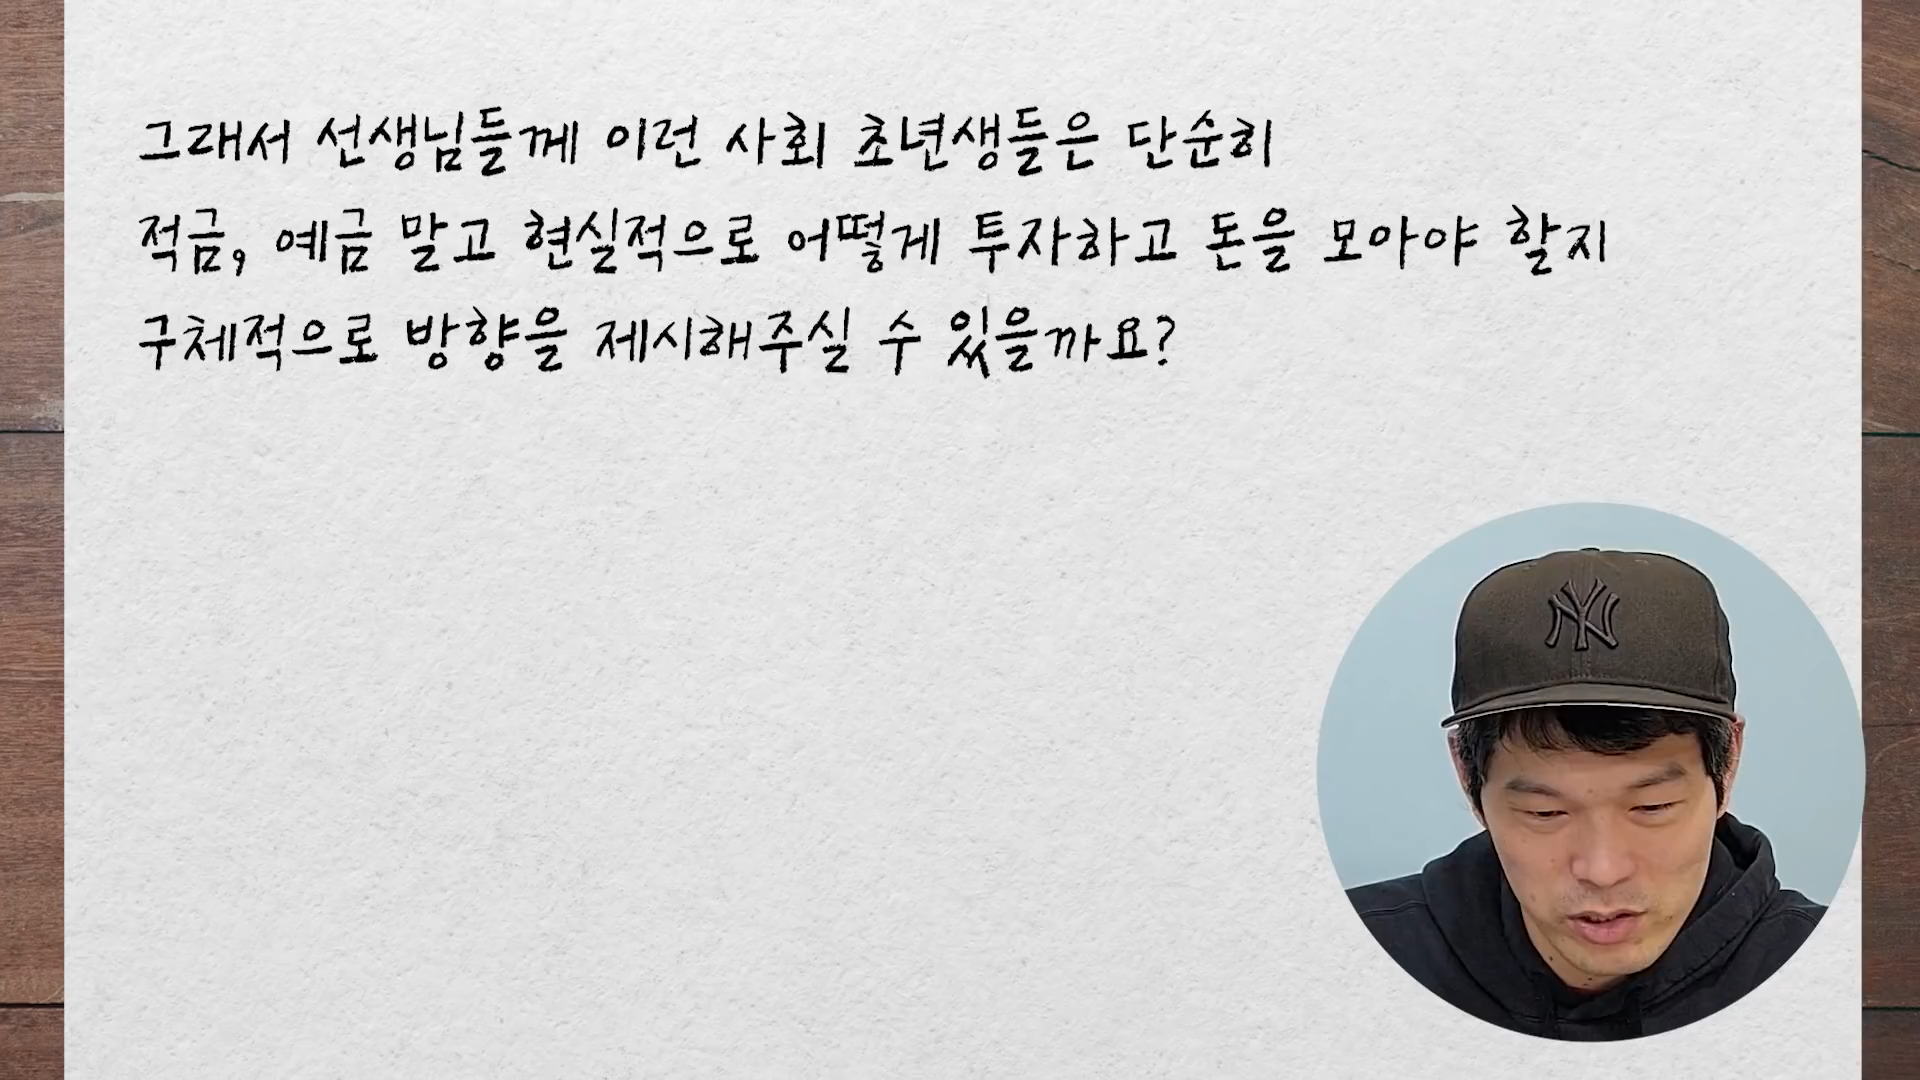 그래서 선생님들께 이런 사회 초년생들은 단순히
적금, 예금 말고 현실적으로 어떻게 투자하고 돈을 모아야 할지
구체적으로 방향을 제시해주실 수 있을까요?
NY